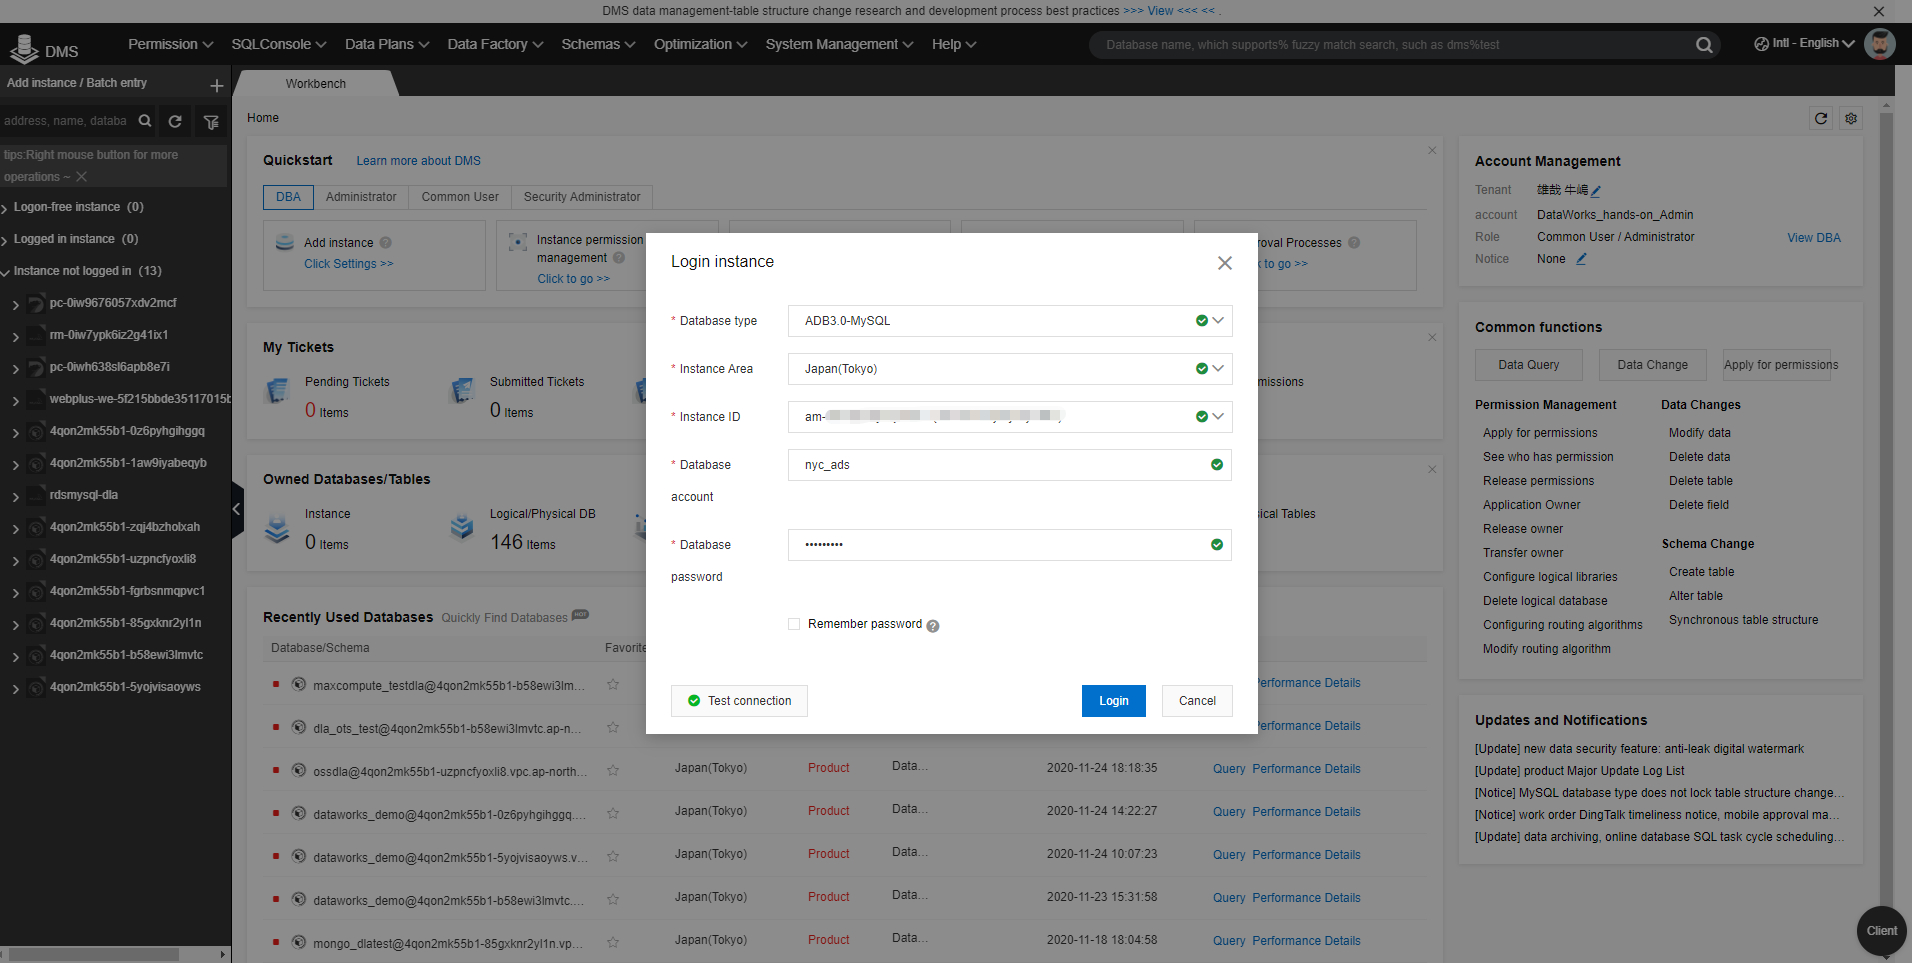 DMS data management-table structure change research and development process best practices >>> View <<< << .
DMS
Permission
SQLConsole
Data Plans
Data Factory
Schemas
Optimization
System Management
Help
Database name, which supports% fuzzy match search, such as dms%test
Intl - English
Add instance / Batch entry
Workbench
address, name, databa
tips:Right mouse button for more
operations ~
Logon-free instance (0)
Logged in instance (0)
Instance not logged in (13)
pc-0iw9676057xdv2mcf
rm-0iw7ypk6iz2g41ix1
pc-0iwh638sl6apb8e7i
webplus-we-5f215bbde35117015b
4qon2mk55b1-0z6pyhgihggq
4qon2mk55b1-1aw9iyabeqyb
rdsmysql-dla
4qon2mk55b1-zqj4bzholxah
4qon2mk55b1-uzpncfyoxli8
4qon2mk55b1-fgrbsnmqpvc1
4qon2mk55b1-85gxknr2yl1n
4qon2mk55b1-b58ewi3lmvtc
4qon2mk55b1-5yojvisaoyws
Home
Quickstart
Learn more about DMS
DBA
Administrator
Common User
Security Administrator
Add instance
Click Settings >>
Instance permission
management
Click to go >>
roval Processes
k to go >>
My Tickets
Pending Tickets
0 Items
Submitted Tickets
0 Items
missions
Owned Databases/Tables
Instance
0 Items
Logical/Physical DB
146 Items
ical Tables
Recently Used Databases
Quickly Find Databases
HOT
Database/Schema
Favorite
maxcompute_testdla@4qon2mk55b1-b58ewi3lm...
Performance Details
dla_ots_test@4qon2mk55b1-b58ewi3lmvtc.ap-n...
Performance Details
ossdla@4qon2mk55b1-uzpncfyoxli8.vpc.ap-north...
Japan(Tokyo)
Product
Data...
2020-11-24 18:18:35
Query Performance Details
dataworks_demo@4qon2mk55b1-0z6pyhgihggq....
Japan(Tokyo)
Product
Data...
2020-11-24 14:22:27
Query Performance Details
dataworks_demo@4qon2mk55b1-5yojvisaoyws.v...
Japan(Tokyo)
Product
Data...
2020-11-24 10:07:23
Query Performance Details
dataworks_demo@4qon2mk55b1-b58ewi3lmvtc....
Japan(Tokyo)
Product
Data...
2020-11-23 15:31:58
Query Performance Details
mongo_dlatest@4qon2mk55b1-85gxknr2yl1n.vp...
Japan(Tokyo)
Product
Data...
2020-11-18 18:04:58
Query Performance Details
Login instance
* Database type
ADB3.0-MySQL
* Instance Area
Japan(Tokyo)
* Instance ID
am-
* Database
account
nyc_ads
* Database
password
•••••••••
Remember password
Test connection
Login
Cancel
Account Management
Tenant
雄哉 牛嶋
account
DataWorks_hands-on_Admin
Role
Common User / Administrator
View DBA
Notice
None
Common functions
Data Query
Data Change
Apply for permissions
Permission Management
Apply for permissions
See who has permission
Release permissions
Application Owner
Release owner
Transfer owner
Configure logical libraries
Delete logical database
Configuring routing algorithms
Modify routing algorithm
Data Changes
Modify data
Delete data
Delete table
Delete field
Schema Change
Create table
Alter table
Synchronous table structure
Updates and Notifications
[Update] new data security feature: anti-leak digital watermark
[Update] product Major Update Log List
[Notice] MySQL database type does not lock table structure change...
[Notice] work order DingTalk timeliness notice, mobile approval ma...
[Update] data archiving, online database SQL task cycle scheduling...
Client